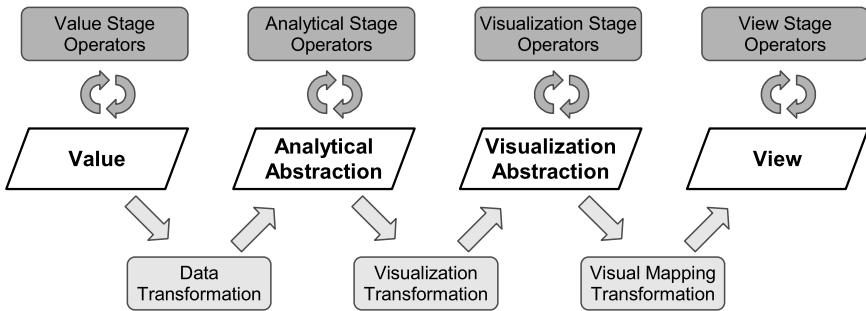 Value Stage
Operators
Analytical Stage
Operators
Visualization Stage
Operators
View Stage
Operators
Value
Analytical
Abstraction
Visualization
Abstraction
View
Data
Transformation
Visualization
Transformation
Visual Mapping
Transformation